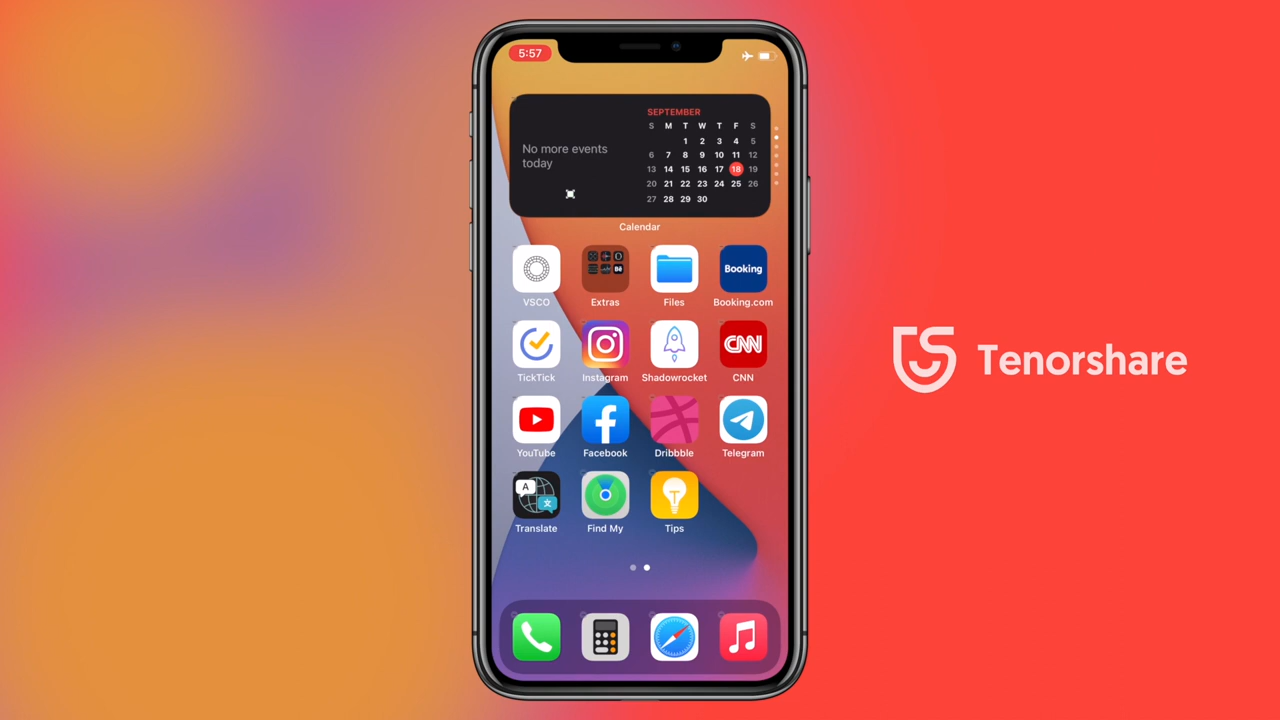 5:57
SEPTEMBER
S M T W T F S
1 2 3 4 5
6 7 8 9 10 11 12
No more events
today
13 14 15 16 17 18 19
20 21 22 23 24 25 26
27 28 29 30
Calendar
Booking
VSCO Extras Files Booking.com
CNN
TickTick Instagram Shadowrocket CNN
YouTube Facebook Dribbble Telegram
A
文
T
Translate Find My Tips
Tenorshare